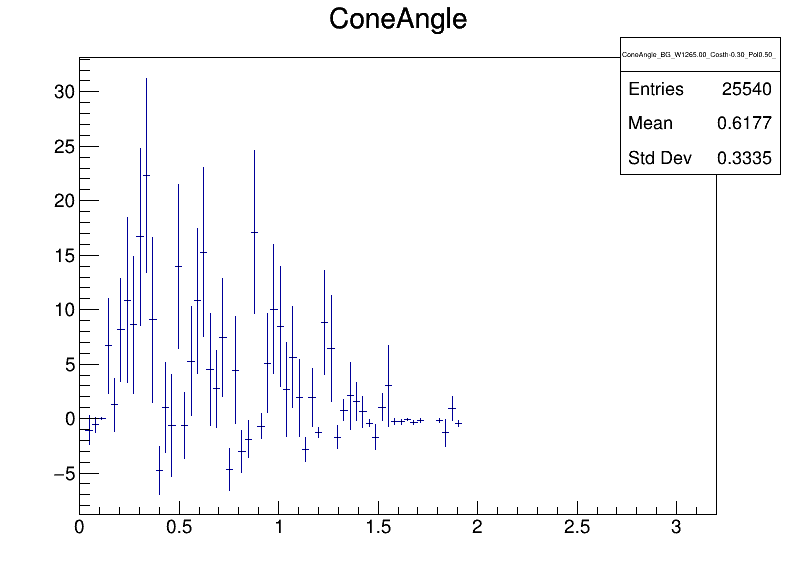 ConeAngle
ConeAngle_BG_W1265.00_Costh-0.30_Pol0.50_
Entries 25540
Mean 0.6177
Std Dev 0.3335
30
25
20
15
10
5
0
−5
0 0.5 1 1.5 2 2.5 3